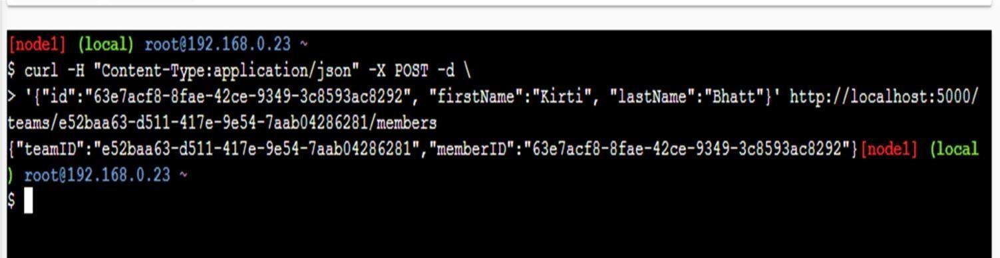 [node1] (local) root@192.168.0.23 ~
$ curl -H "Content-Type:application/json" -X POST -d \
> '{"id":"63e7acf8-8fae-42ce-9349-3c8593ac8292", "firstName":"Kirti", "lastName":"Bhatt"}' http://localhost:5000/
teams/e52baa63-d511-417e-9e54-7aab04286281/members
{"teamID":"e52baa63-d511-417e-9e54-7aab04286281","memberID":"63e7acf8-8fae-42ce-9349-3c8593ac8292"}[node1] (local
) root@192.168.0.23 ~
$